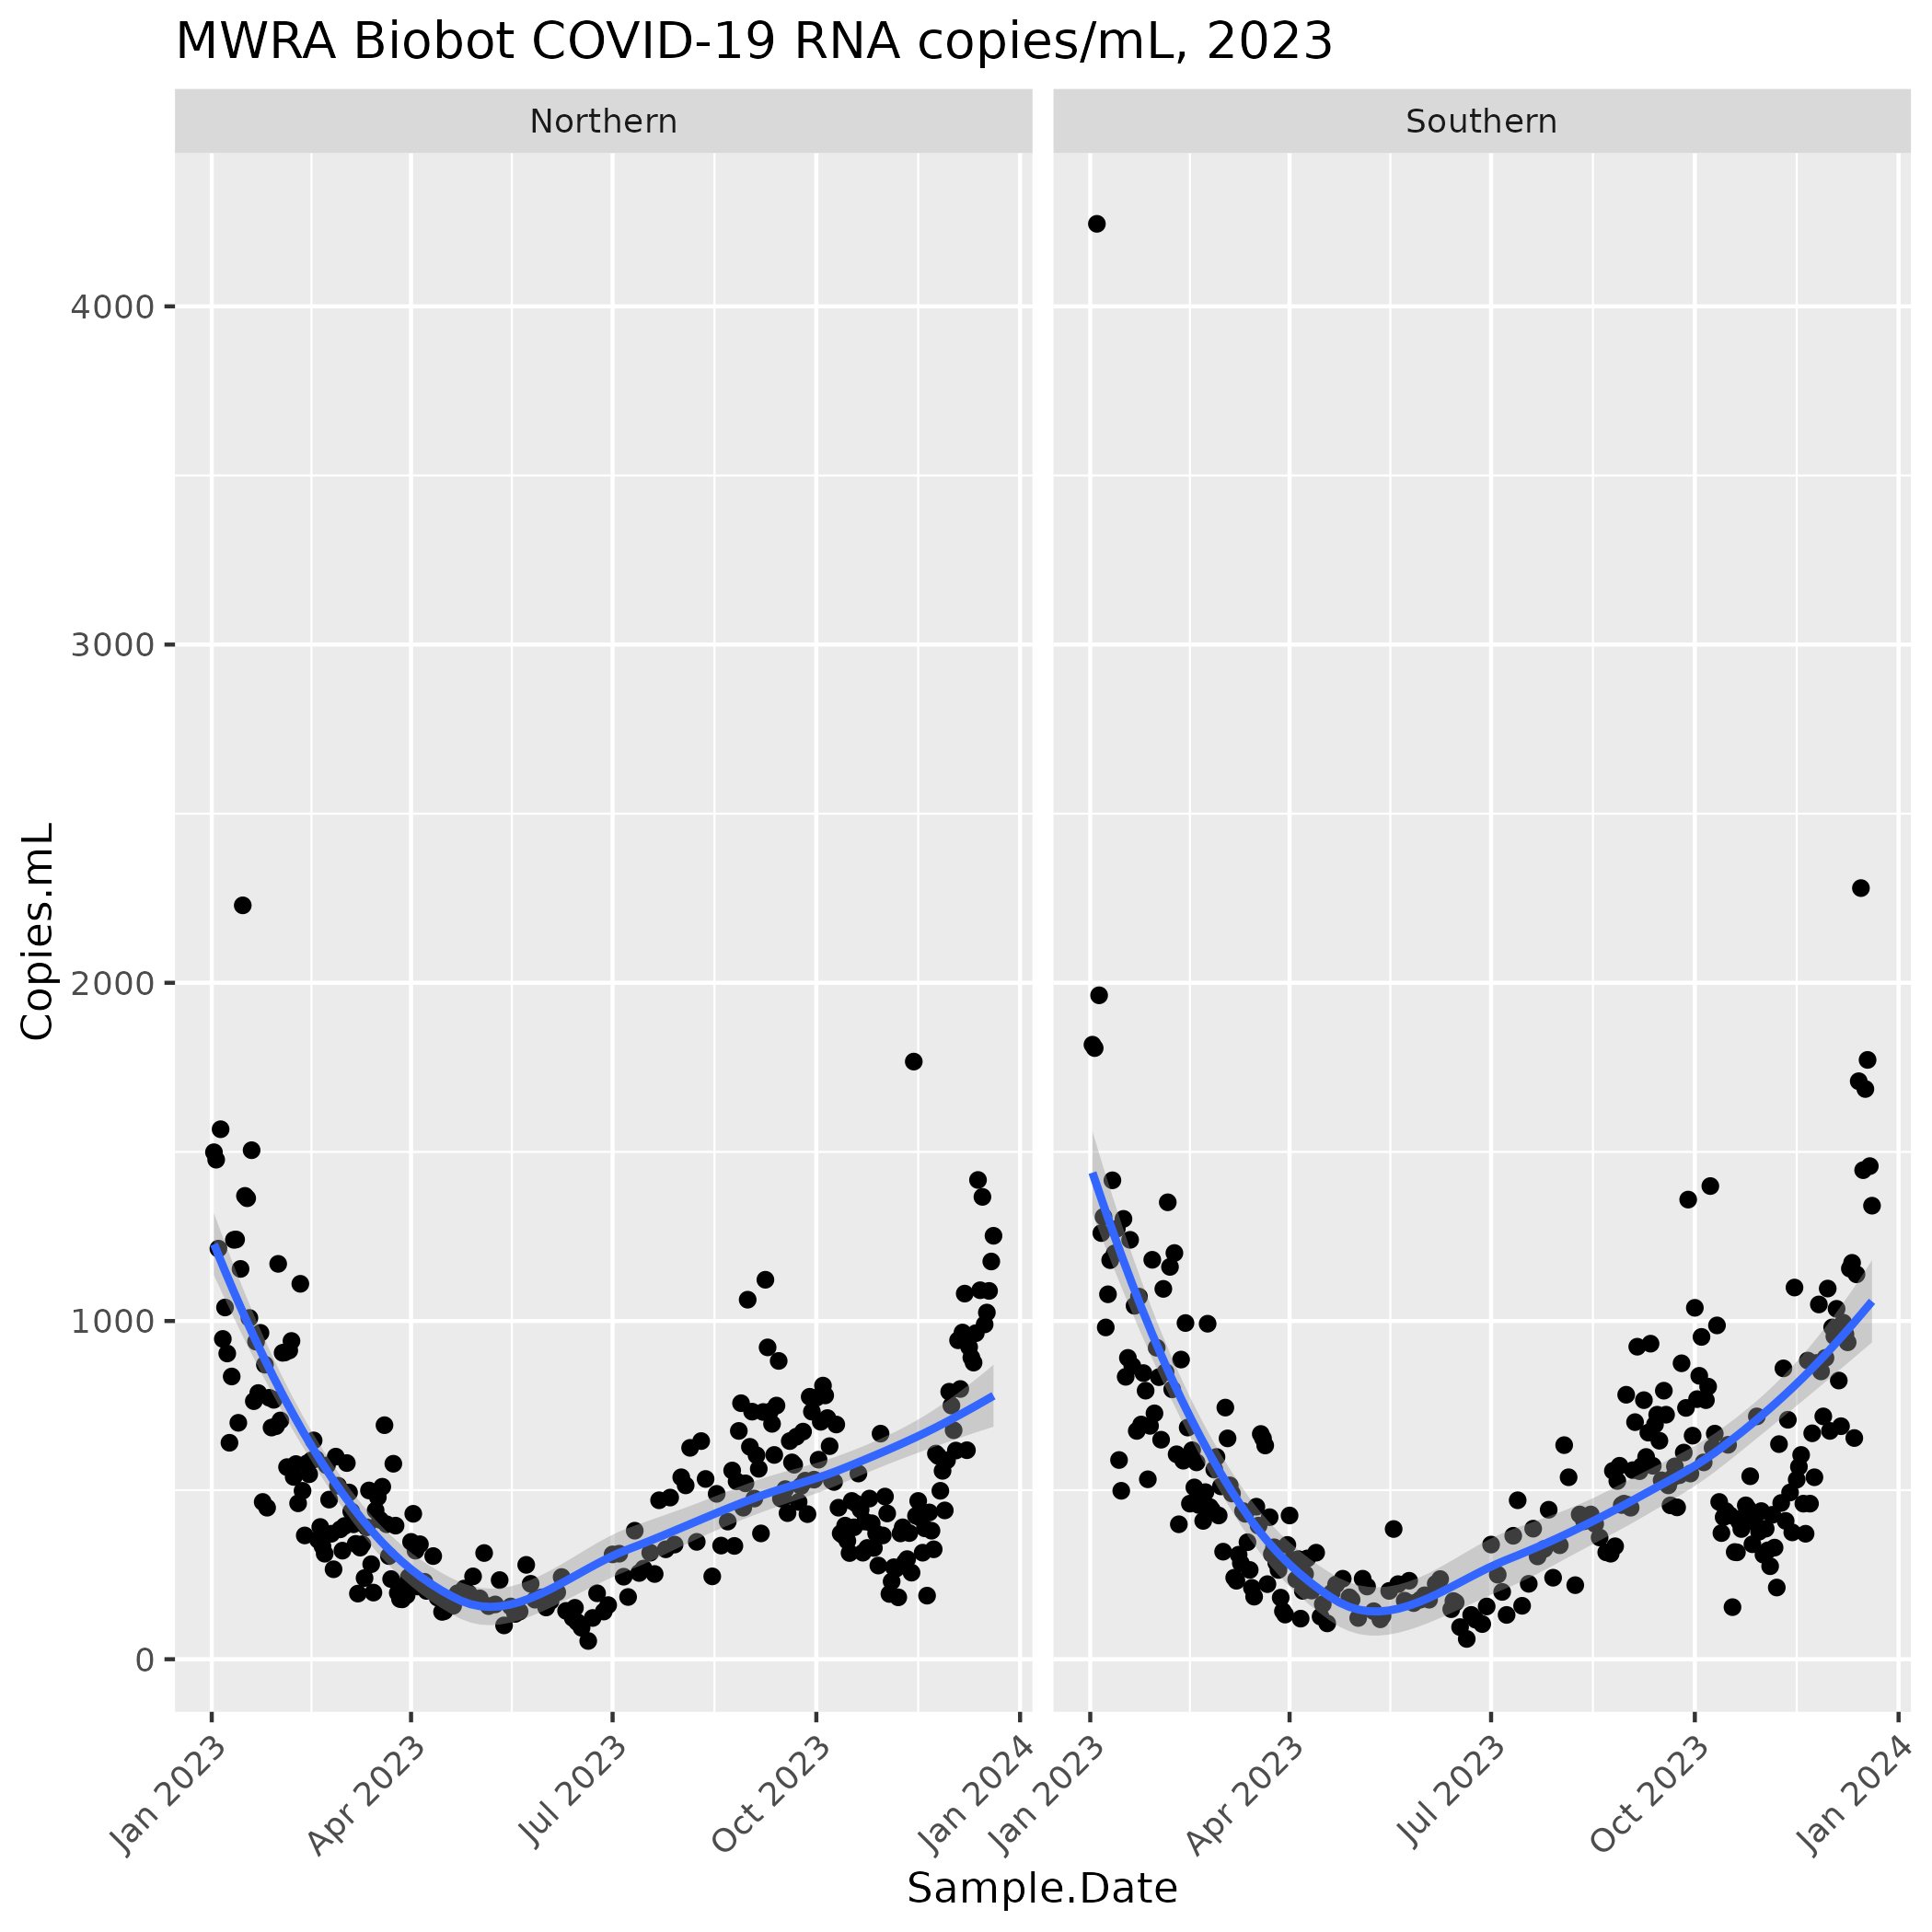 MWRA Biobot COVID-19 RNA copies/mL, 2023
Northern
Southern
Copies.mL
4000
3000
2000
1000
0
Jan 2023
Apr 2023
Jul 2023
Oct 2023
Jan 2024
Jan 2023
Apr 2023
Jul 2023
Oct 2023
Jan 2024
Sample.Date